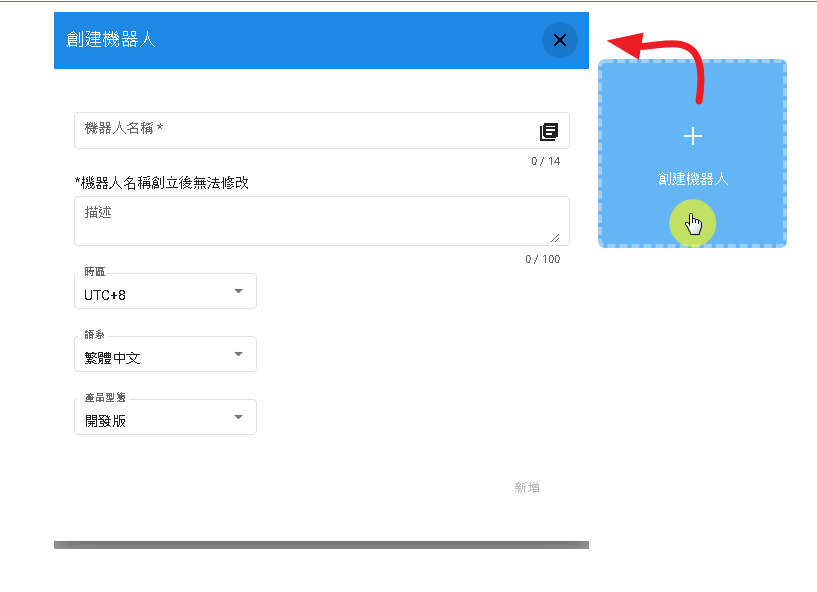 創建機器人
機器人名稱 *
0 / 14
*機器人名稱創立後無法修改
描述
0 / 100
時區
UTC+8
語系
繁體中文
產品型態
開發版
新增
創建機器人